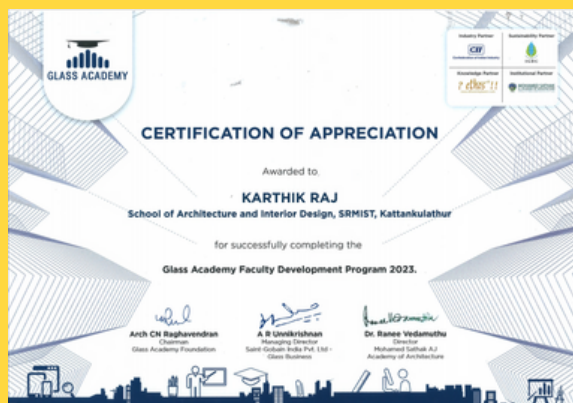 GLASS ACADEMY
Industry Partner
Sustainability Partner
CII
Knowledge Partner
Institutional Partner
ethos
CERTIFICATION OF APPRECIATION
Awarded to
KARTHIK RAJ
School of Architecture and Interior Design, SRMIST, Kattankulathur
for successfully completing the
Glass Academy Faculty Development Program 2023.
Arch CN Raghavendran
Chairman
Glass Academy Foundation
A R Unnikrishnan
Managing Director
Saint-Gobain India Pvt. Ltd -
Glass Business
Dr. Ranee Vedamuthu
Director
Mohamed Sathak AJ
Academy of Architecture